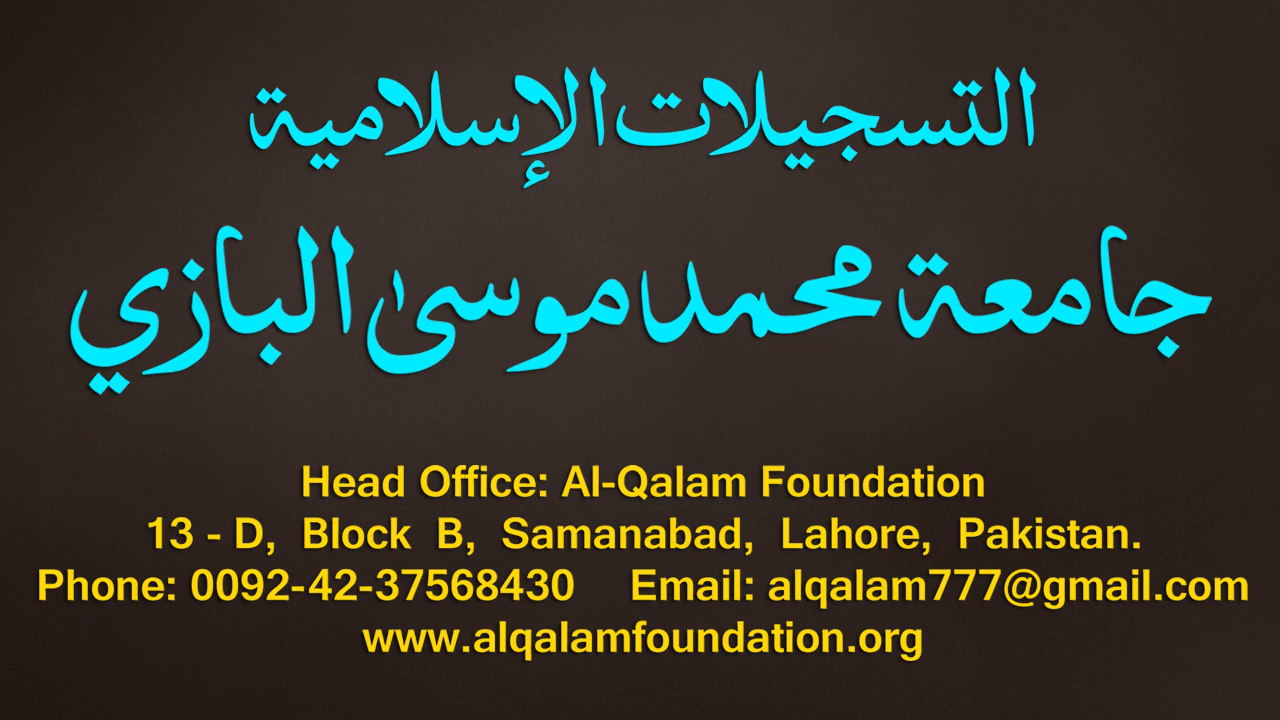 التسجيلات الإسلامية
جامعة محمد موسىٰ البازي
Head Office: Al-Qalam Foundation
13 - D, Block B, Samanabad, Lahore, Pakistan.
Phone: 0092-42-37568430 Email: alqalam777@gmail.com
www.alqalamfoundation.org